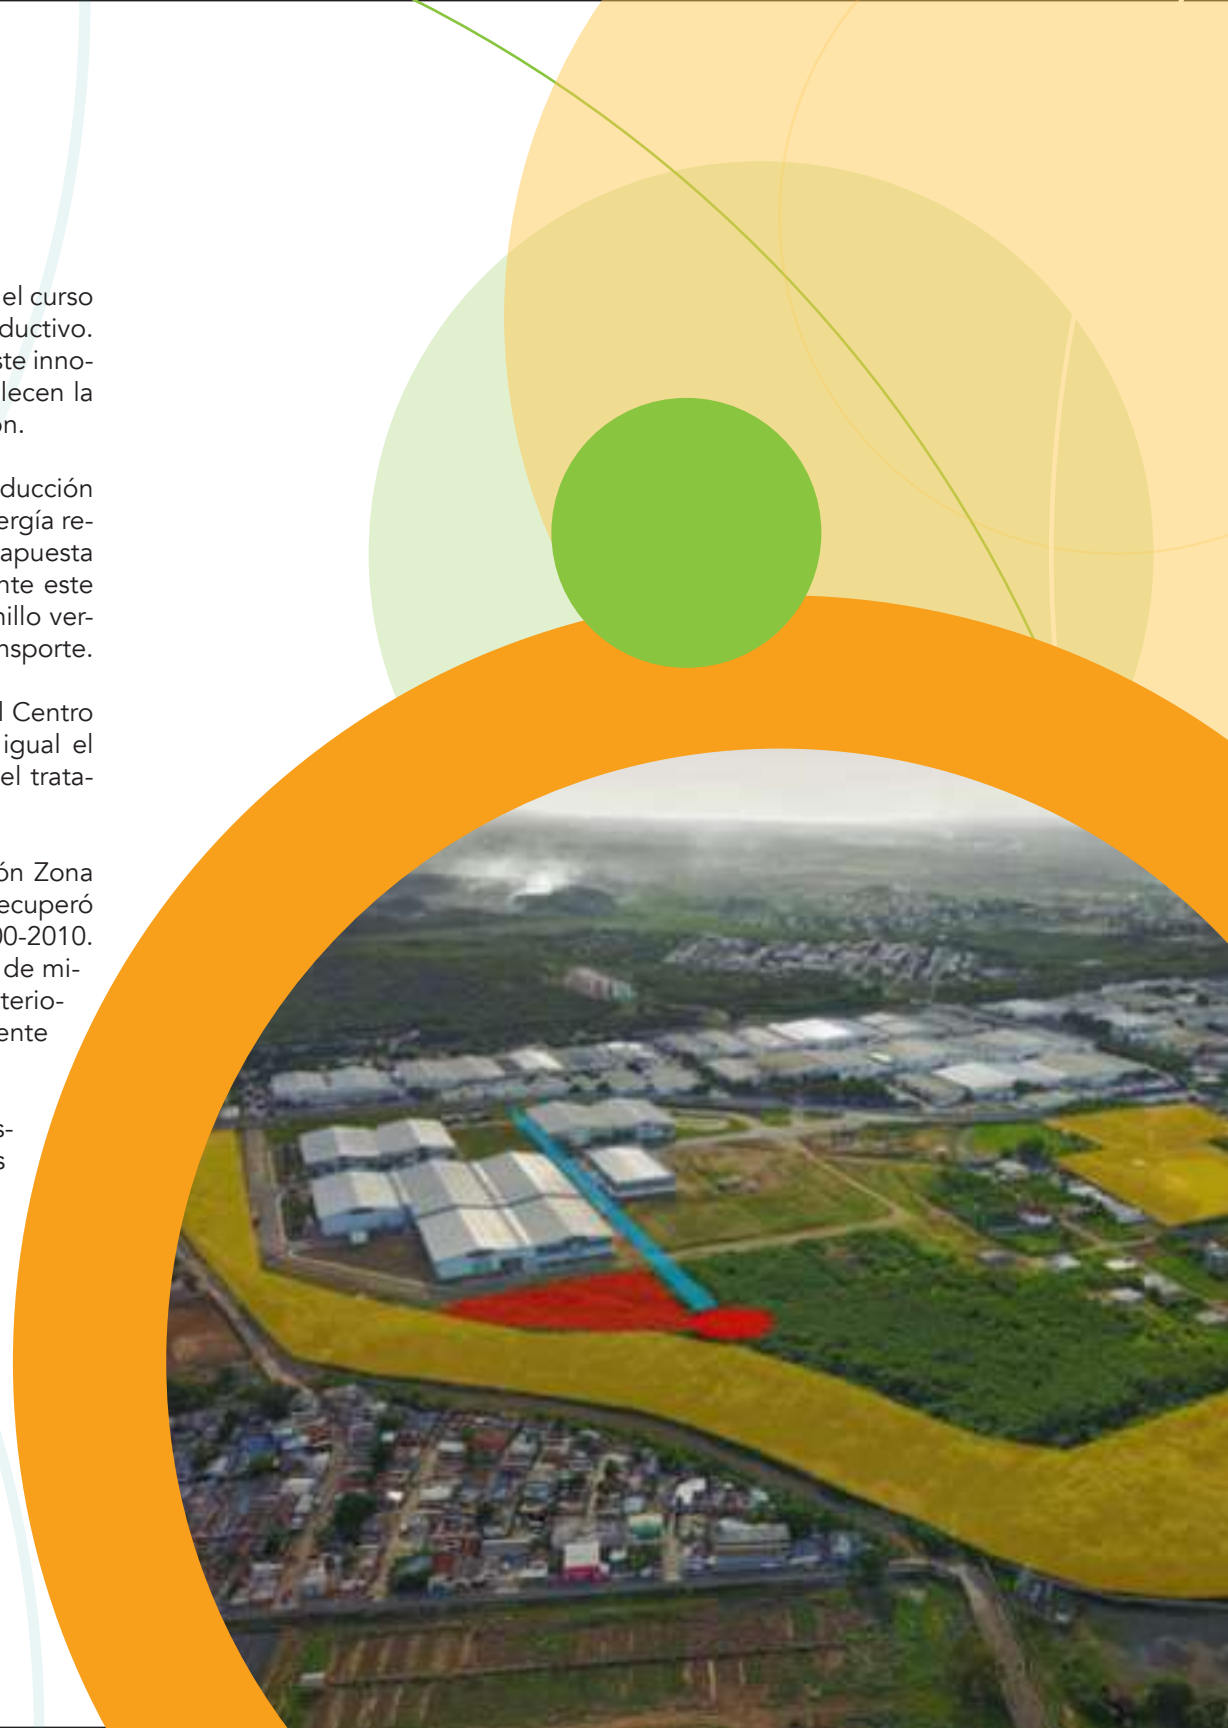 el curso
ductivo.
ste inno-
lecen la
ón.
ducción
ergía re-
apuesta
nte este
nillo ver-
nsporte.
l Centro
igual el
el trata-
ón Zona
ecuperó
00-2010.
de mi-
terio-
ente
s-
s